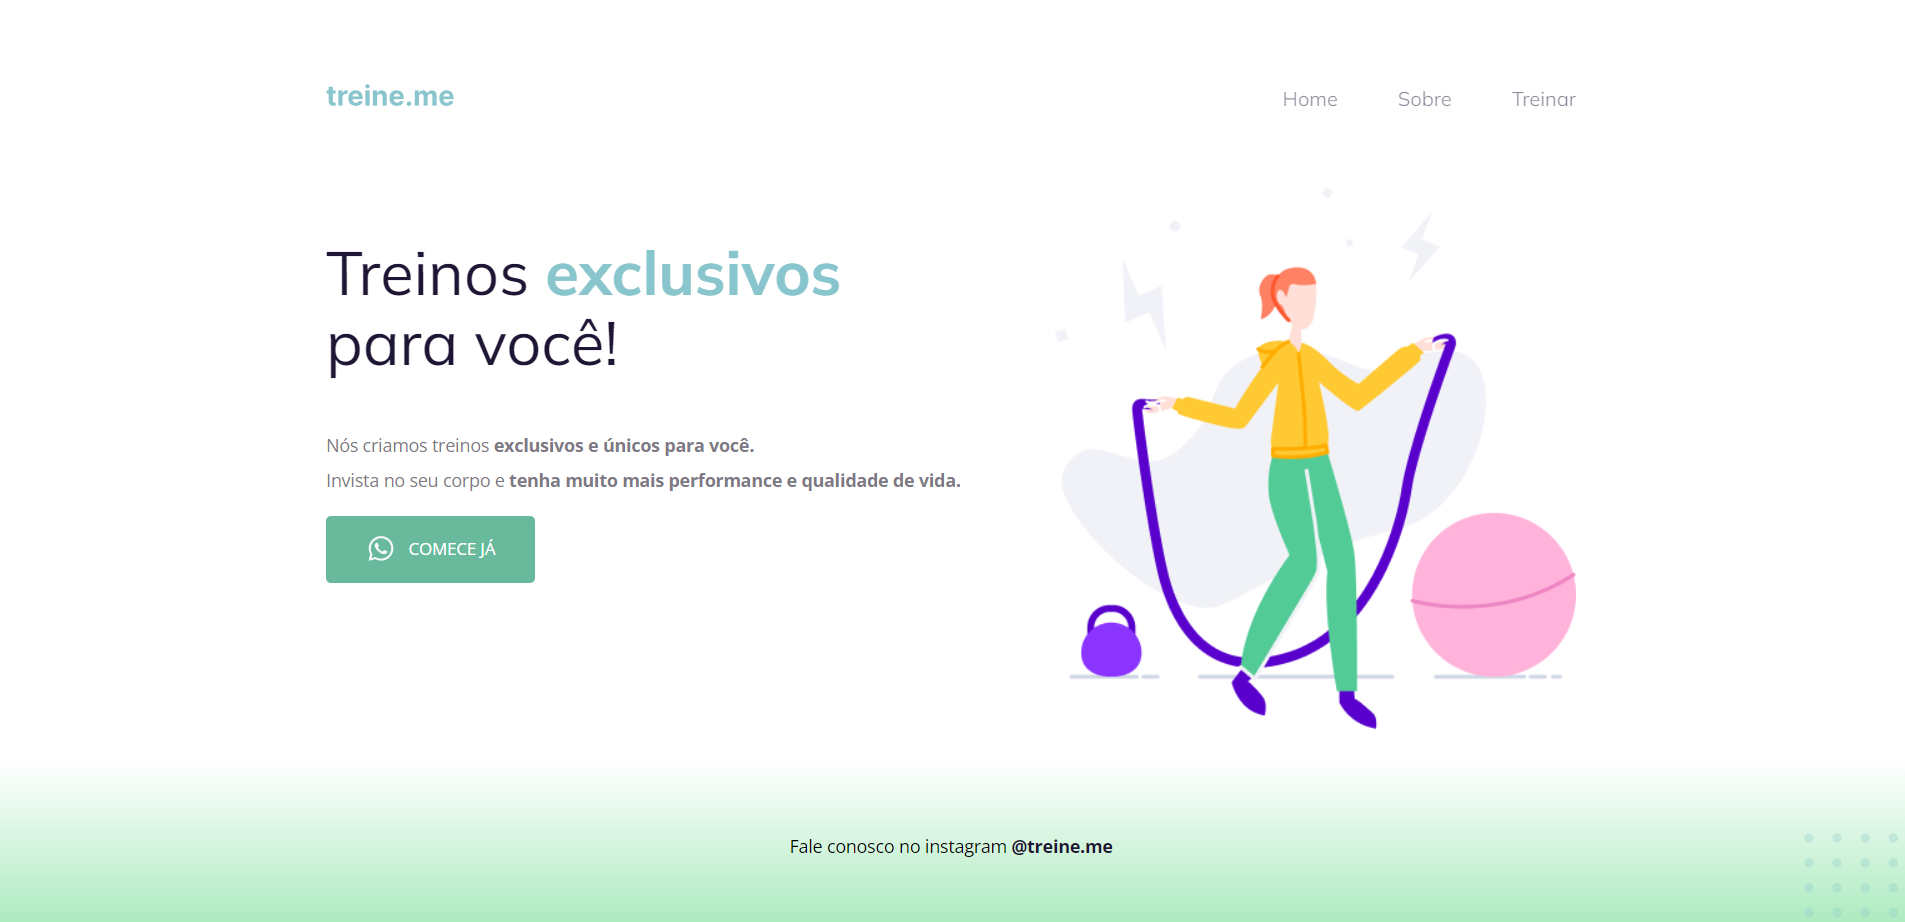 treine.me
Home Sobre Treinar
Treinos exclusivos
para você!
Nós criamos treinos exclusivos e únicos para você.
Invista no seu corpo e tenha muito mais performance e qualidade de vida.
COMECE JÁ
Fale conosco no instagram @treine.me